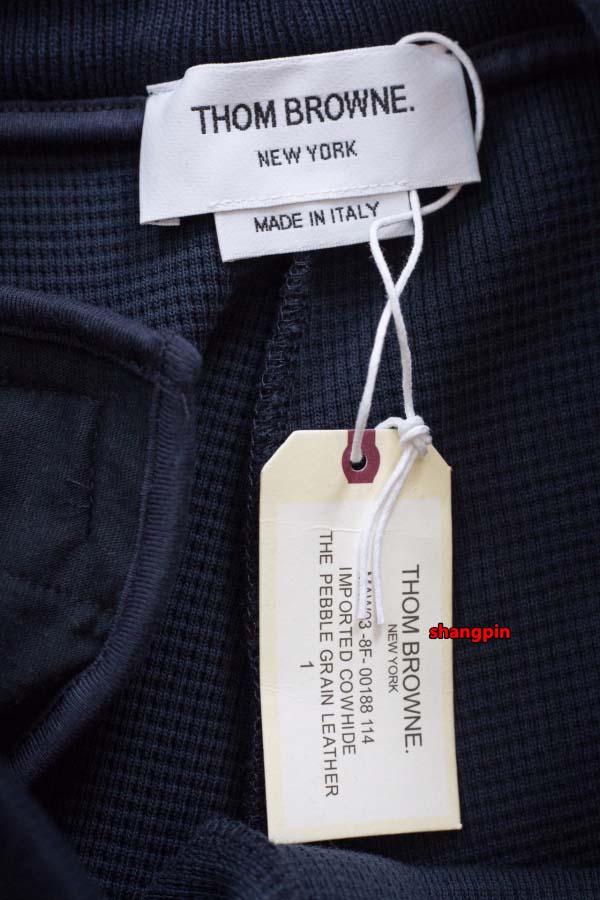 THOM BROWNE.
NEW YORK
MADE IN ITALY
THOM BROWNE.
NEW YORK
-8F- 00188 114
IMPORTED COWHIDE
THE PEBBLE GRAIN LEATHER
1
shangpin